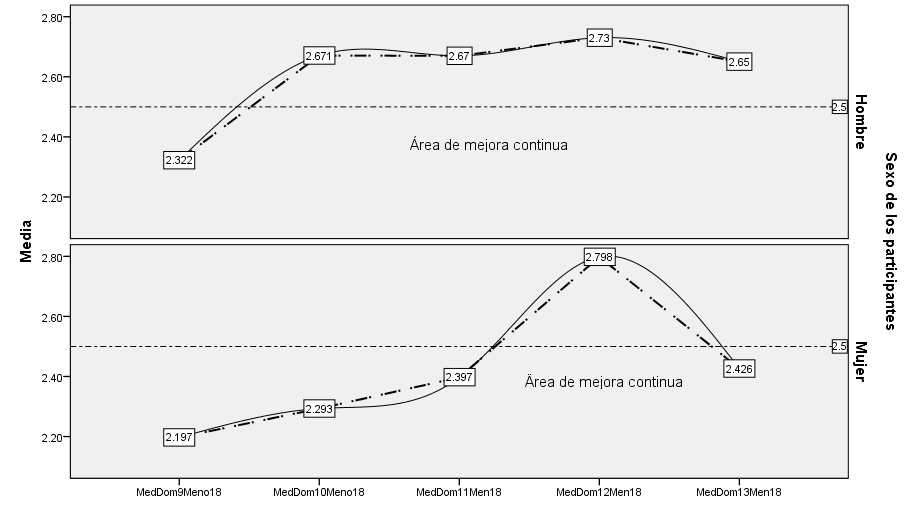 2.80
2.60
2.40
2.20
2.322
2.671
2.67
2.73
2.65
2.5
Área de mejora continua
Hombre
Media
Sexo de los participantes
2.80
2.60
2.40
2.20
2.197
2.293
2.397
2.798
2.426
2.5
Área de mejora continua
Mujer
MedDom9Meno18
MedDom10Meno18
MedDom11Men18
MedDom12Men18
MedDom13Men18